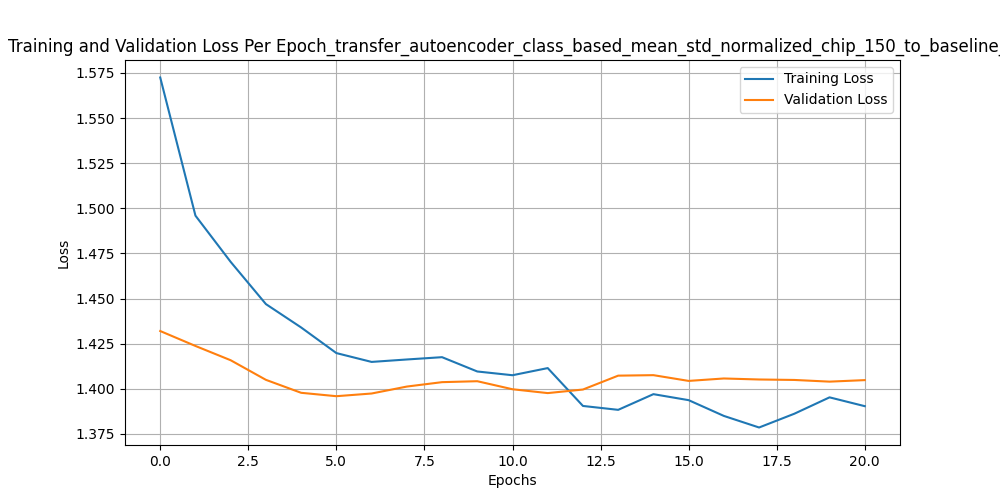 Training and Validation Loss Per Epoch_transfer_autoencoder_class_based_mean_std_normalized_chip_150_to_baseline_
Training Loss
Validation Loss
1.575
1.550
1.525
1.500
1.475
1.450
1.425
1.400
1.375
Loss
0.0 2.5 5.0 7.5 10.0 12.5 15.0 17.5 20.0
Epochs